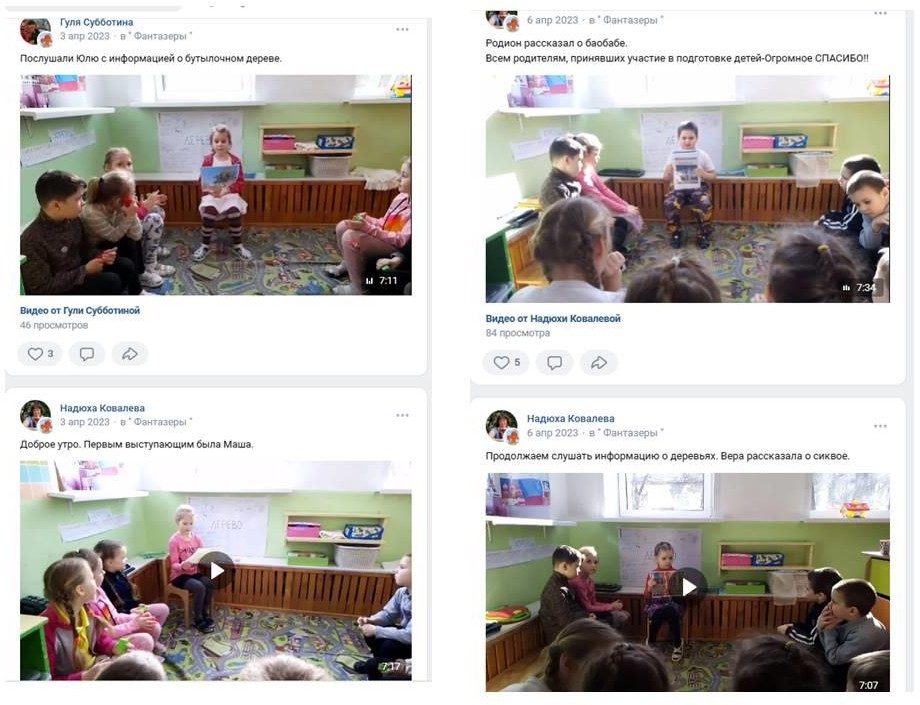 Гуля Субботина
3 апр 2023 · в " Фантазеры "
Послушали Юлю с информацией о бутылочном дереве.
ДЕРЕВО
7:11
Видео от Гули Субботиной
46 просмотров
3
Надюха Ковалева
3 апр 2023 · в " Фантазеры "
Доброе утро. Первым выступающим была Маша.
ДЕРЕВО
7:17
6 апр 2023 · в " Фантазеры "
Родион рассказал о баобабе.
Всем родителям, принявших участие в подготовке детей-Огромное СПАСИБО!!
7:34
Видео от Надюхи Ковалевой
84 просмотра
5
Надюха Ковалева
6 апр 2023 · в " Фантазеры "
Продолжаем слушать информацию о деревьях. Вера рассказала о сиквое.
7:07